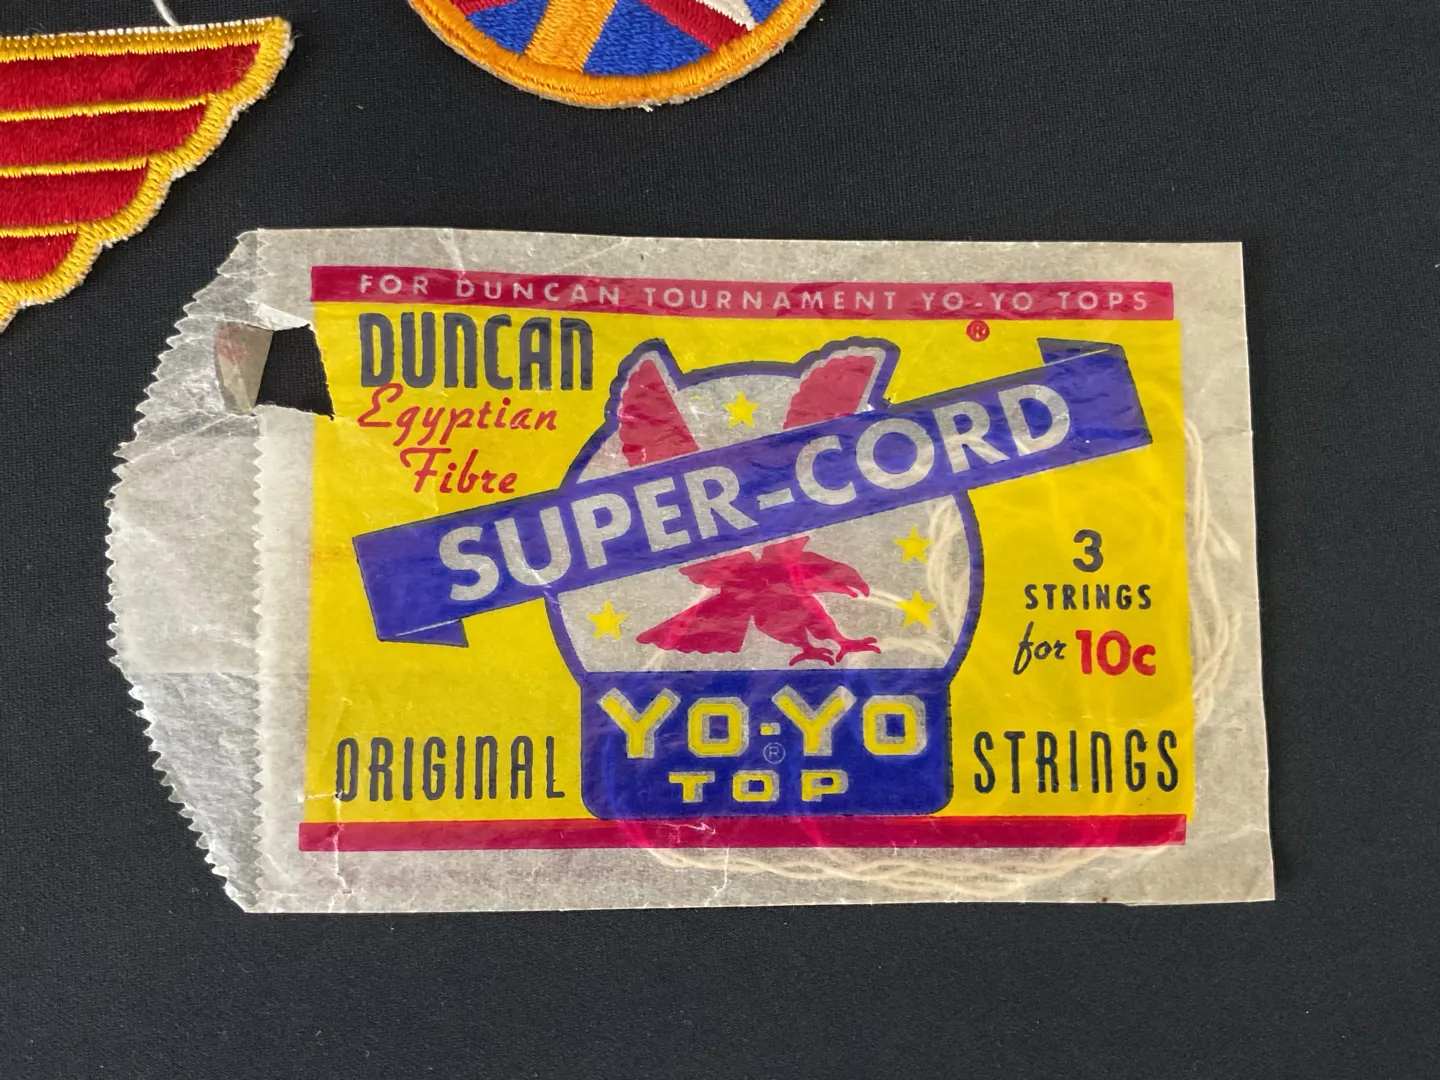 FOR DUNCAN TOURNAMENT YO-YO TOPS
®
DUNCAN
Egyptian
Fibre
SUPER-CORD
3
STRINGS
for 10c
ORIGINAL
YO-YO
®
TOP
STRINGS